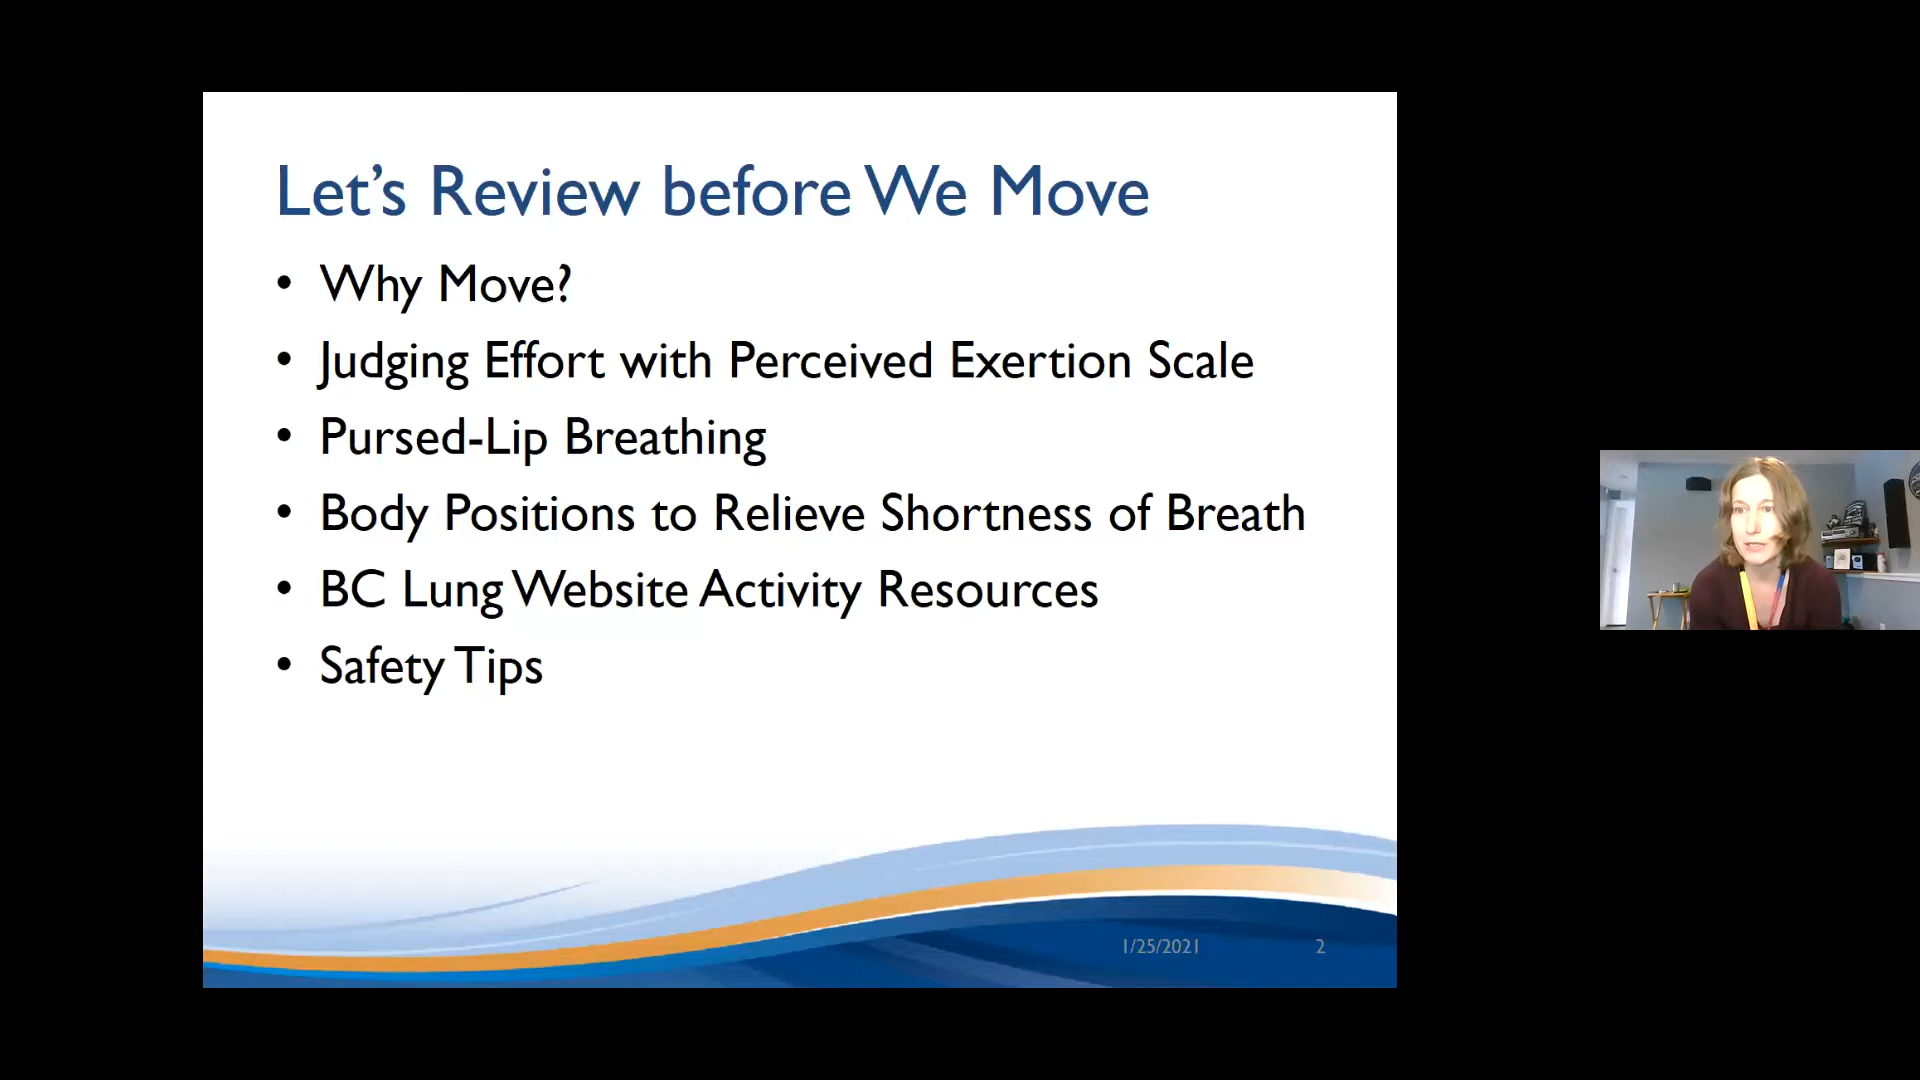 Let’s Review before We Move
• Why Move?
• Judging Effort with Perceived Exertion Scale
• Pursed-Lip Breathing
• Body Positions to Relieve Shortness of Breath
• BC Lung Website Activity Resources
• Safety Tips
1/25/2021 2